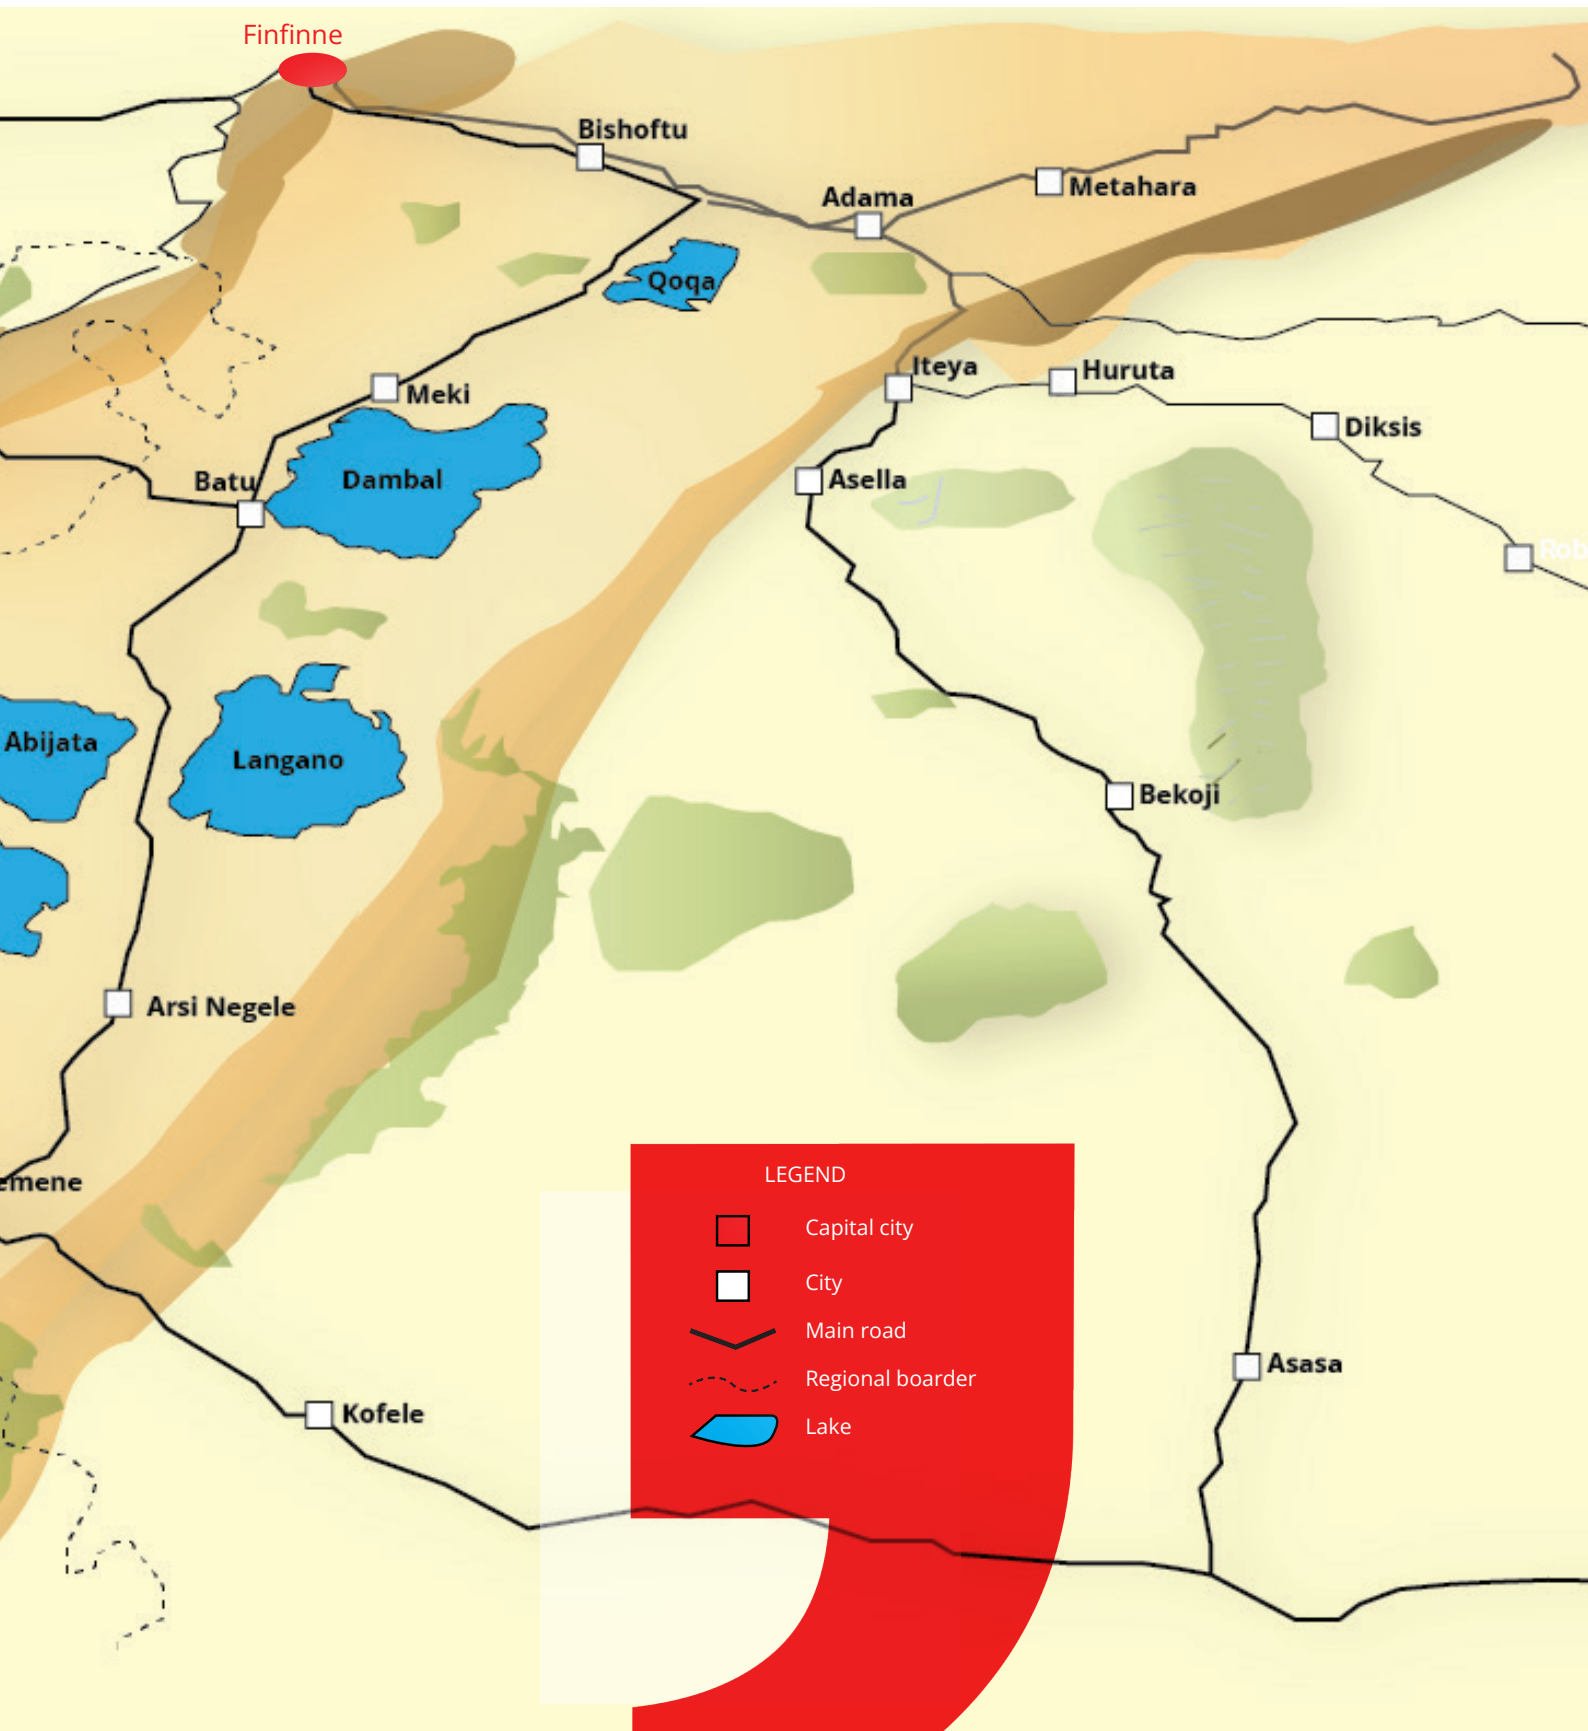 Finfinne
Bishoftu
Adama
Metahara
Qoqa
Iteya
Huruta
Meki
Diksis
Batu
Dambal
Asella
Rob
Abijata
Langano
Bekoji
Arsi Negele
emene
LEGEND
Capital city
City
Main road
Regional boarder
Lake
Asasa
Kofele